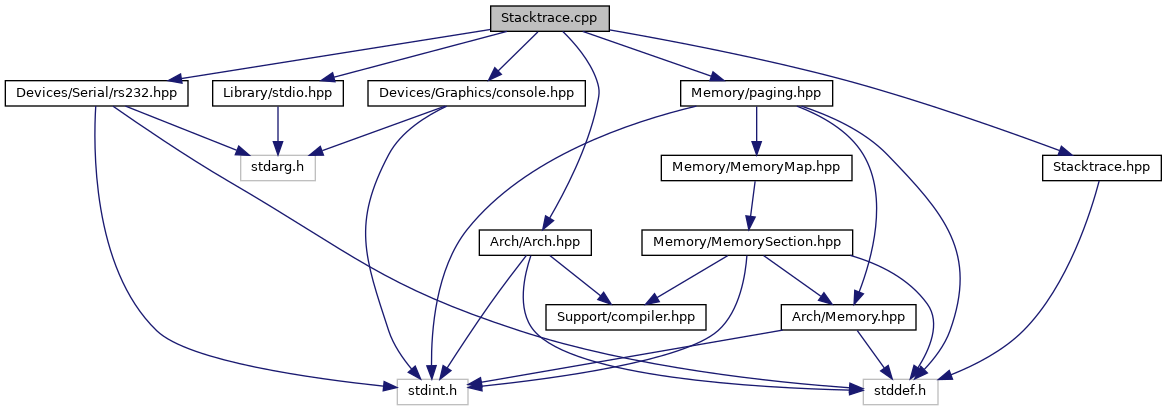 Stacktrace.cpp
Devices/Serial/rs232.hpp
Library/stdio.hpp
Devices/Graphics/console.hpp
Memory/paging.hpp
stdarg.h
Memory/MemoryMap.hpp
Stacktrace.hpp
Arch/Arch.hpp
Memory/MemorySection.hpp
Support/compiler.hpp
Arch/Memory.hpp
stdint.h
stddef.h